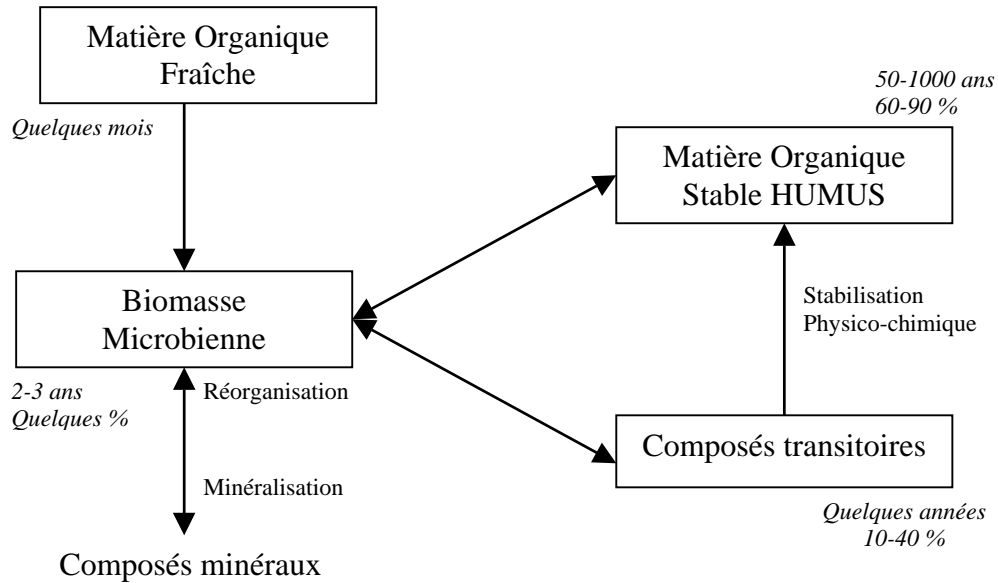 Matière Organique
Fraîche
Quelques mois
50-1000 ans
60-90 %
Matière Organique
Stable HUMUS
Biomasse
Microbienne
Stabilisation
Physico-chimique
2-3 ans
Quelques %
Réorganisation
Composés transitoires
Minéralisation
Quelques années
10-40 %
Composés minéraux